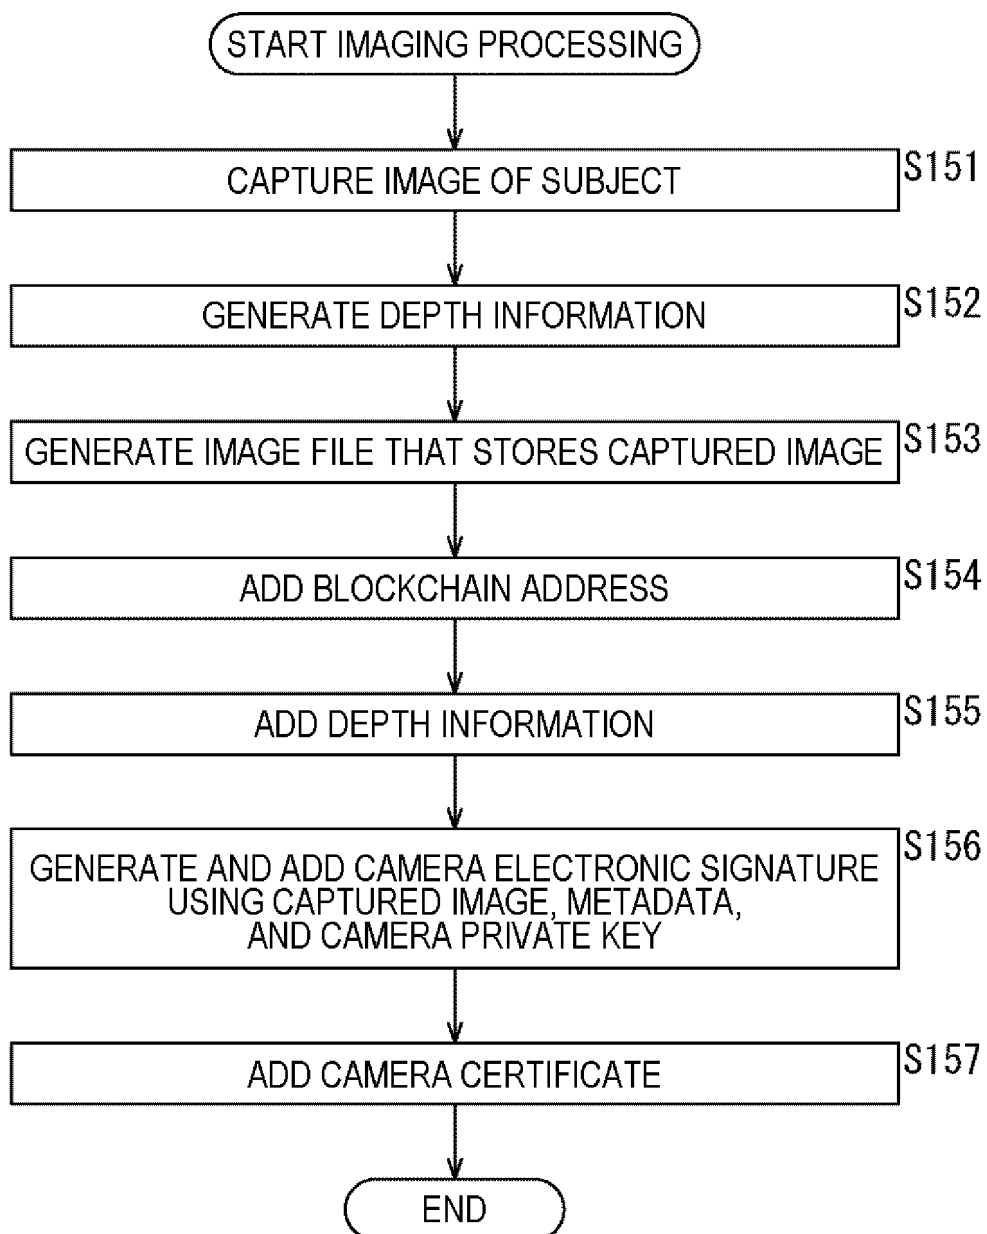 START IMAGING PROCESSING
CAPTURE IMAGE OF SUBJECT
S151
GENERATE DEPTH INFORMATION
S152
GENERATE IMAGE FILE THAT STORES CAPTURED IMAGE
S153
ADD BLOCKCHAIN ADDRESS
S154
ADD DEPTH INFORMATION
S155
GENERATE AND ADD CAMERA ELECTRONIC SIGNATURE
USING CAPTURED IMAGE, METADATA,
AND CAMERA PRIVATE KEY
S156
ADD CAMERA CERTIFICATE
S157
END